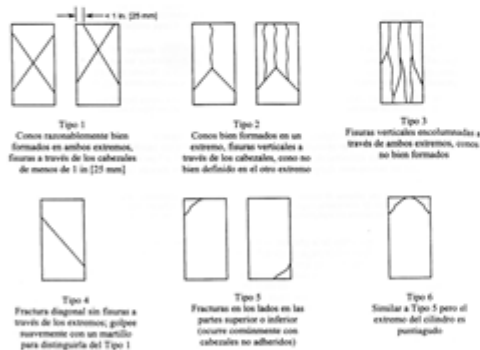 < 1 in. [25 mm]
Tipo 1
Conos razonablemente bien
formados en ambos extremos,
fisuras a través de los cabezales
de menos de 1 in [25 mm]
Tipo 2
Conos bien formados en un
extremo, fisuras verticales a
través de los cabezales, cono no
bien definido en el otro extremo
Tipo 3
Fisuras verticales encolumnadas a
través de ambos extremos, conos
no bien formados
Tipo 4
Fractura diagonal sin fisuras a
través de los extremos; golpee
suavemente con un martillo
para distinguirla del Tipo 1
Tipo 5
Fracturas en los lados en las
partes superior o inferior
(ocurre comúnmente con
cabezales no adheridos)
Tipo 6
Similar a Tipo 5 pero el
extremo del cilindro es
puntiagudo